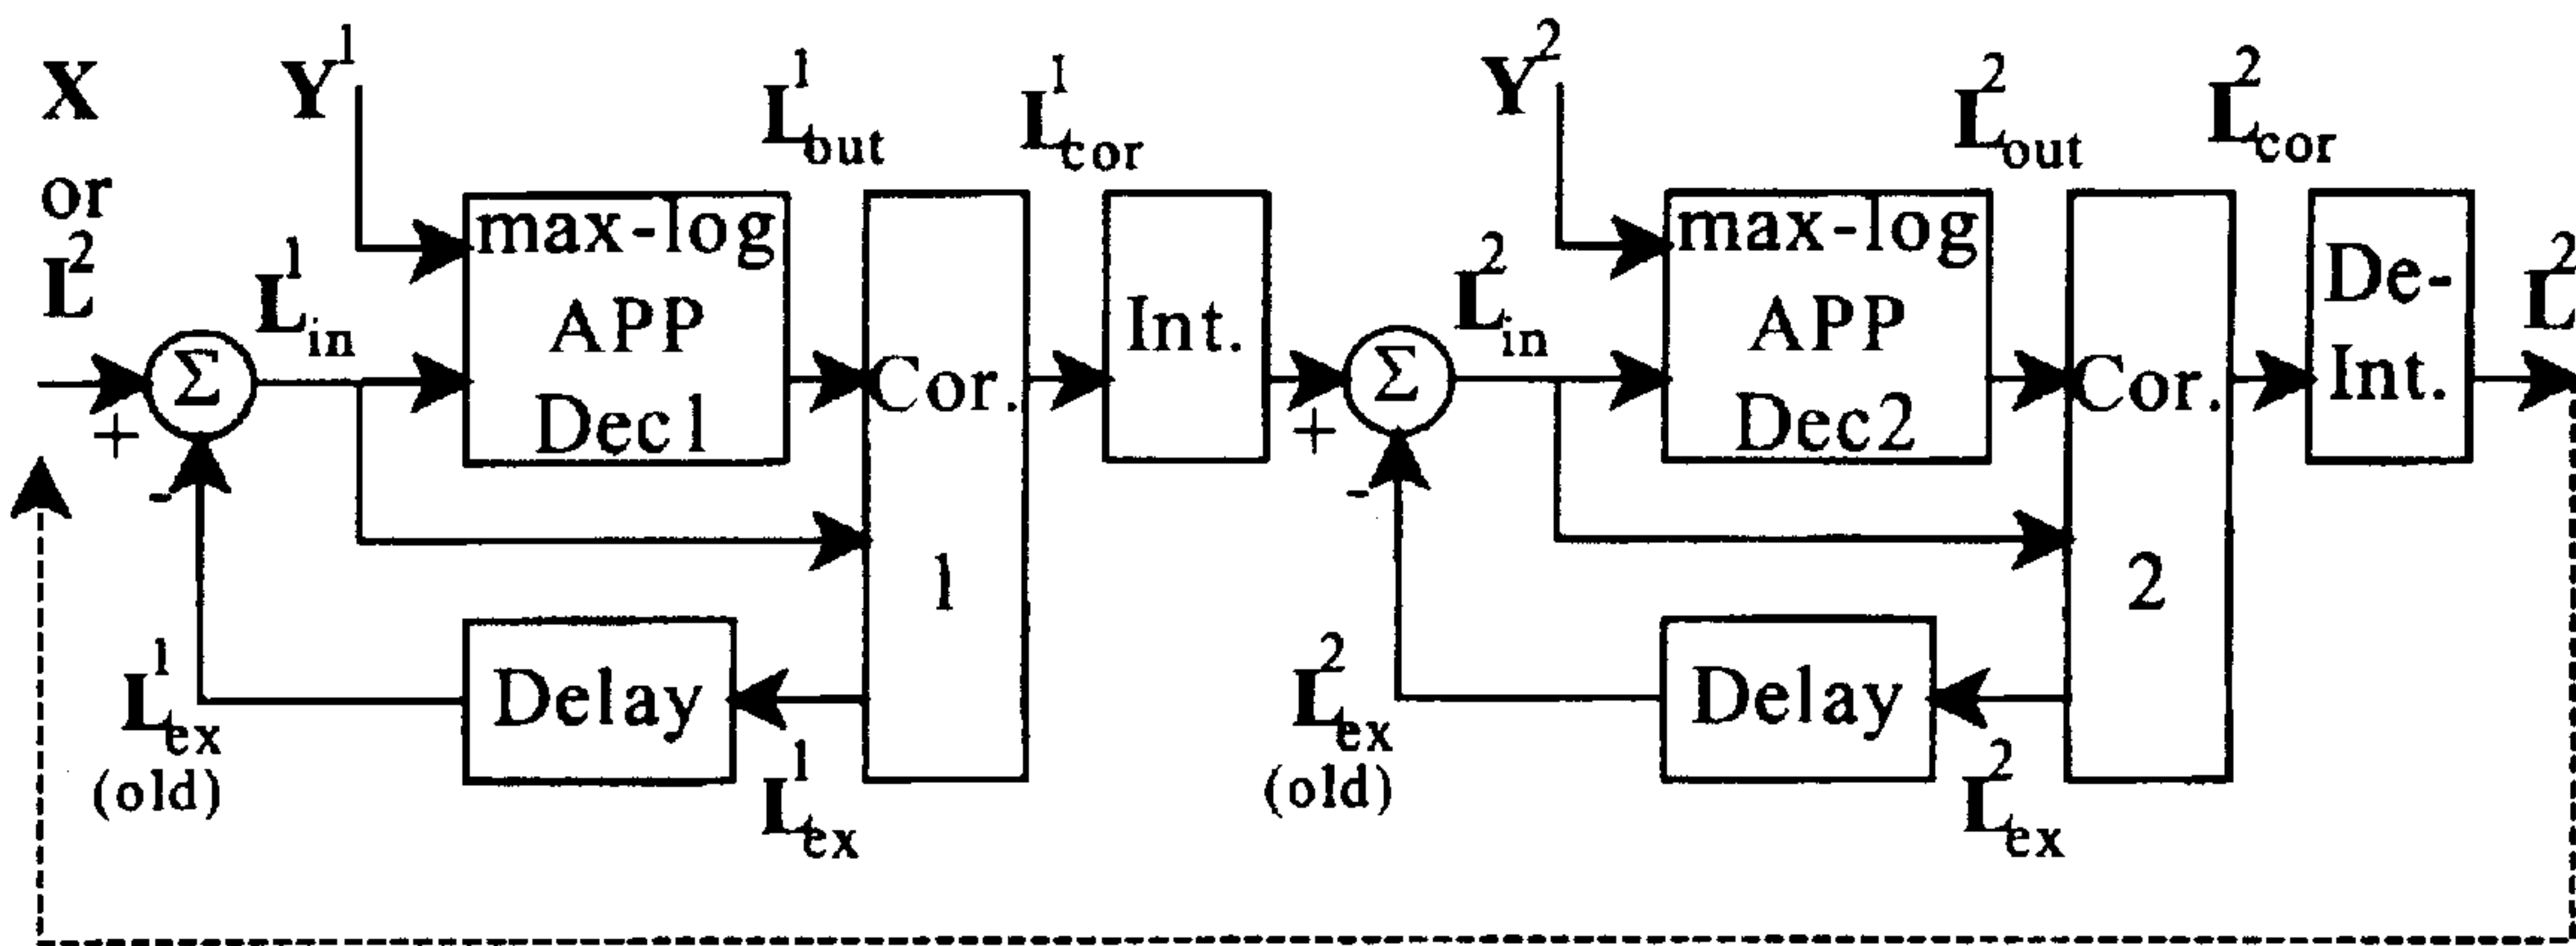 X
or
L²
Y¹
L¹in
Σ
+
-
max-log
APP
Dec1
L¹out
Cor.
1
L¹cor
Int.
L¹ex
(old)
Delay
L¹ex
Y²
L²in
Σ
+
-
max-log
APP
Dec2
L²out
Cor.
2
L²cor
De-
Int.
L²
L²ex
(old)
Delay
L²ex